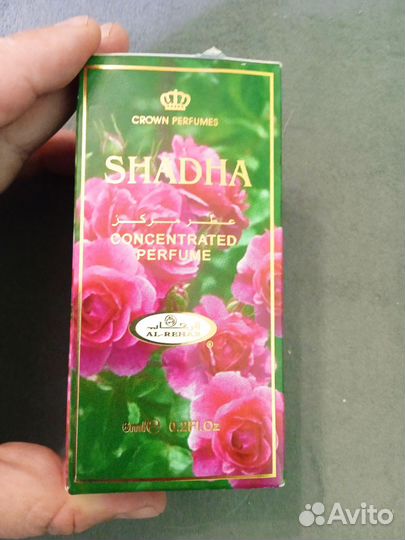 CROWN PERFUMES
SHADHA
عطر مركز
CONCENTRATED
PERFUME
AL-REHAB ®
6ml ℮ 0.2Fl.Oz
Avito